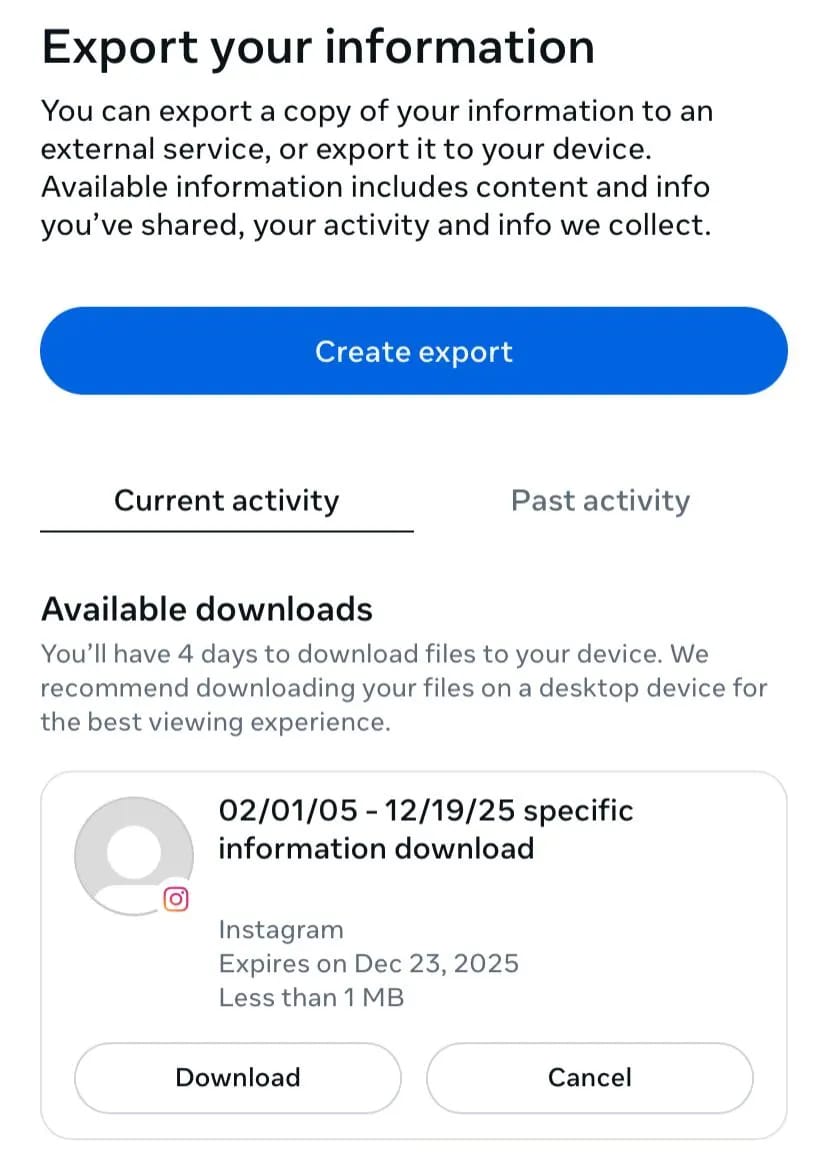 Export your information
You can export a copy of your information to an
external service, or export it to your device.
Available information includes content and info
you’ve shared, your activity and info we collect.
Create export
Current activity
Past activity
Available downloads
You’ll have 4 days to download files to your device. We
recommend downloading your files on a desktop device for
the best viewing experience.
02/01/05 - 12/19/25 specific
information download
Instagram
Expires on Dec 23, 2025
Less than 1 MB
Download
Cancel